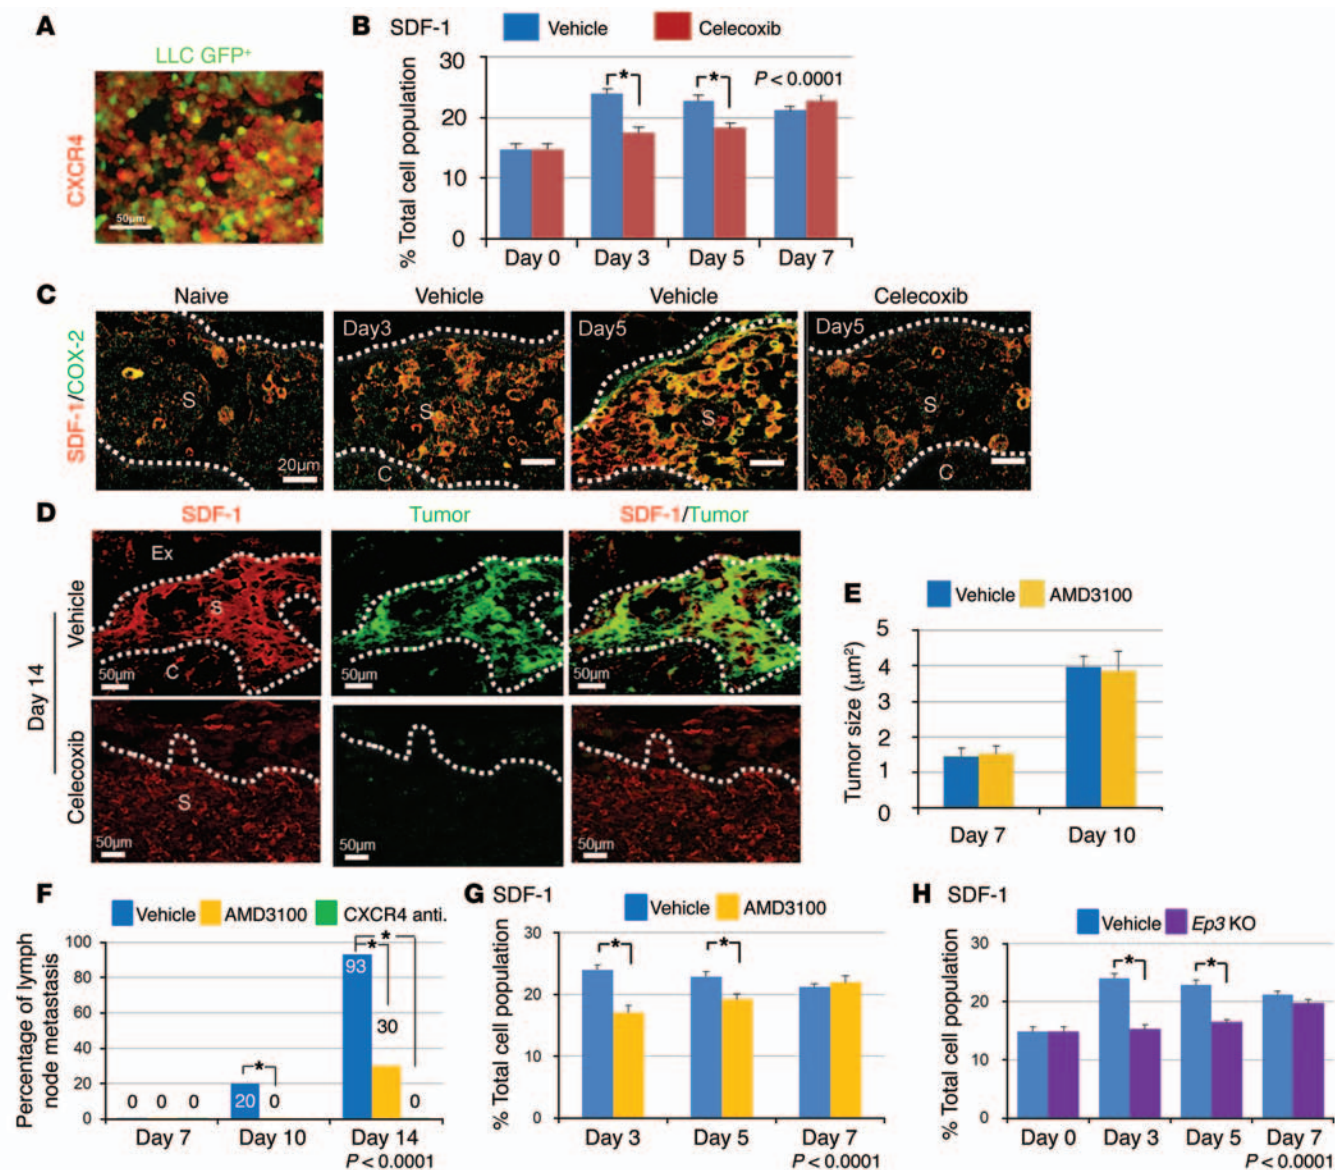 A
LLC GFP+
CXCR4
50µm
B SDF-1
Vehicle
Celecoxib
% Total cell population
30
20
10
0
*
*
P < 0.0001
Day 0
Day 3
Day 5
Day 7
C
Naive
Vehicle
Vehicle
Celecoxib
SDF-1/COX-2
S
20µm
Day3
S
C
Day5
S
Day5
S
C
D
SDF-1
Tumor
SDF-1/Tumor
Day 14
Vehicle
Ex
S
C
50µm
50µm
50µm
Celecoxib
S
50µm
50µm
50µm
E
Vehicle
AMD3100
Tumor size (µm²)
5
4
3
2
1
0
Day 7
Day 10
F
Vehicle
AMD3100
CXCR4 anti.
Percentage of lymph
node metastasis
100
80
60
40
20
0
0 0 0
20 0
*
93
30
0
*
*
Day 7
Day 10
Day 14
P < 0.0001
G SDF-1
Vehicle
AMD3100
% Total cell population
30
20
10
0
*
*
Day 3
Day 5
Day 7
P < 0.0001
H SDF-1
Vehicle
Ep3 KO
% Total cell population
30
20
10
0
*
*
Day 0
Day 3
Day 5
Day 7
P < 0.0001